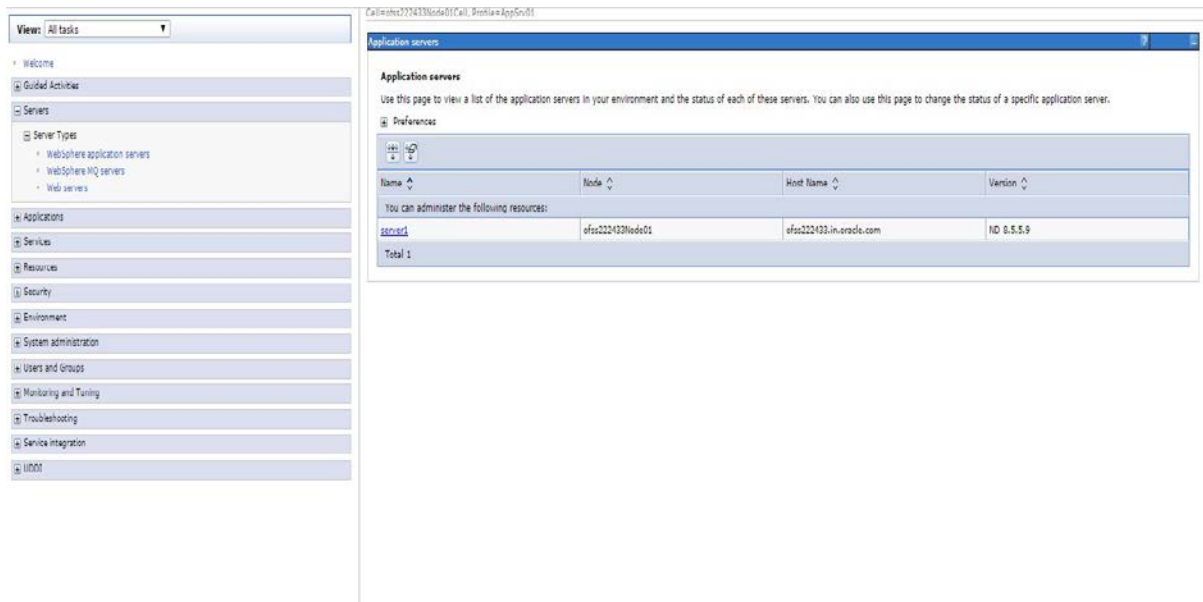 Cell=ofss222433Node01Cell, Profile=AppSrv01
View: All tasks
Welcome
Guided Activities
Servers
Server Types
WebSphere application servers
WebSphere MQ servers
Web servers
Applications
Services
Resources
Security
Environment
System administration
Users and Groups
Monitoring and Tuning
Troubleshooting
Service integration
UDDI
Application servers
?
Application servers
Use this page to view a list of the application servers in your environment and the status of each of these servers. You can also use this page to change the status of a specific application server.
Preferences
Name Node Host Name Version
You can administer the following resources:
server1 ofss222433Node01 ofss222433.in.oracle.com ND 8.5.5.9
Total 1